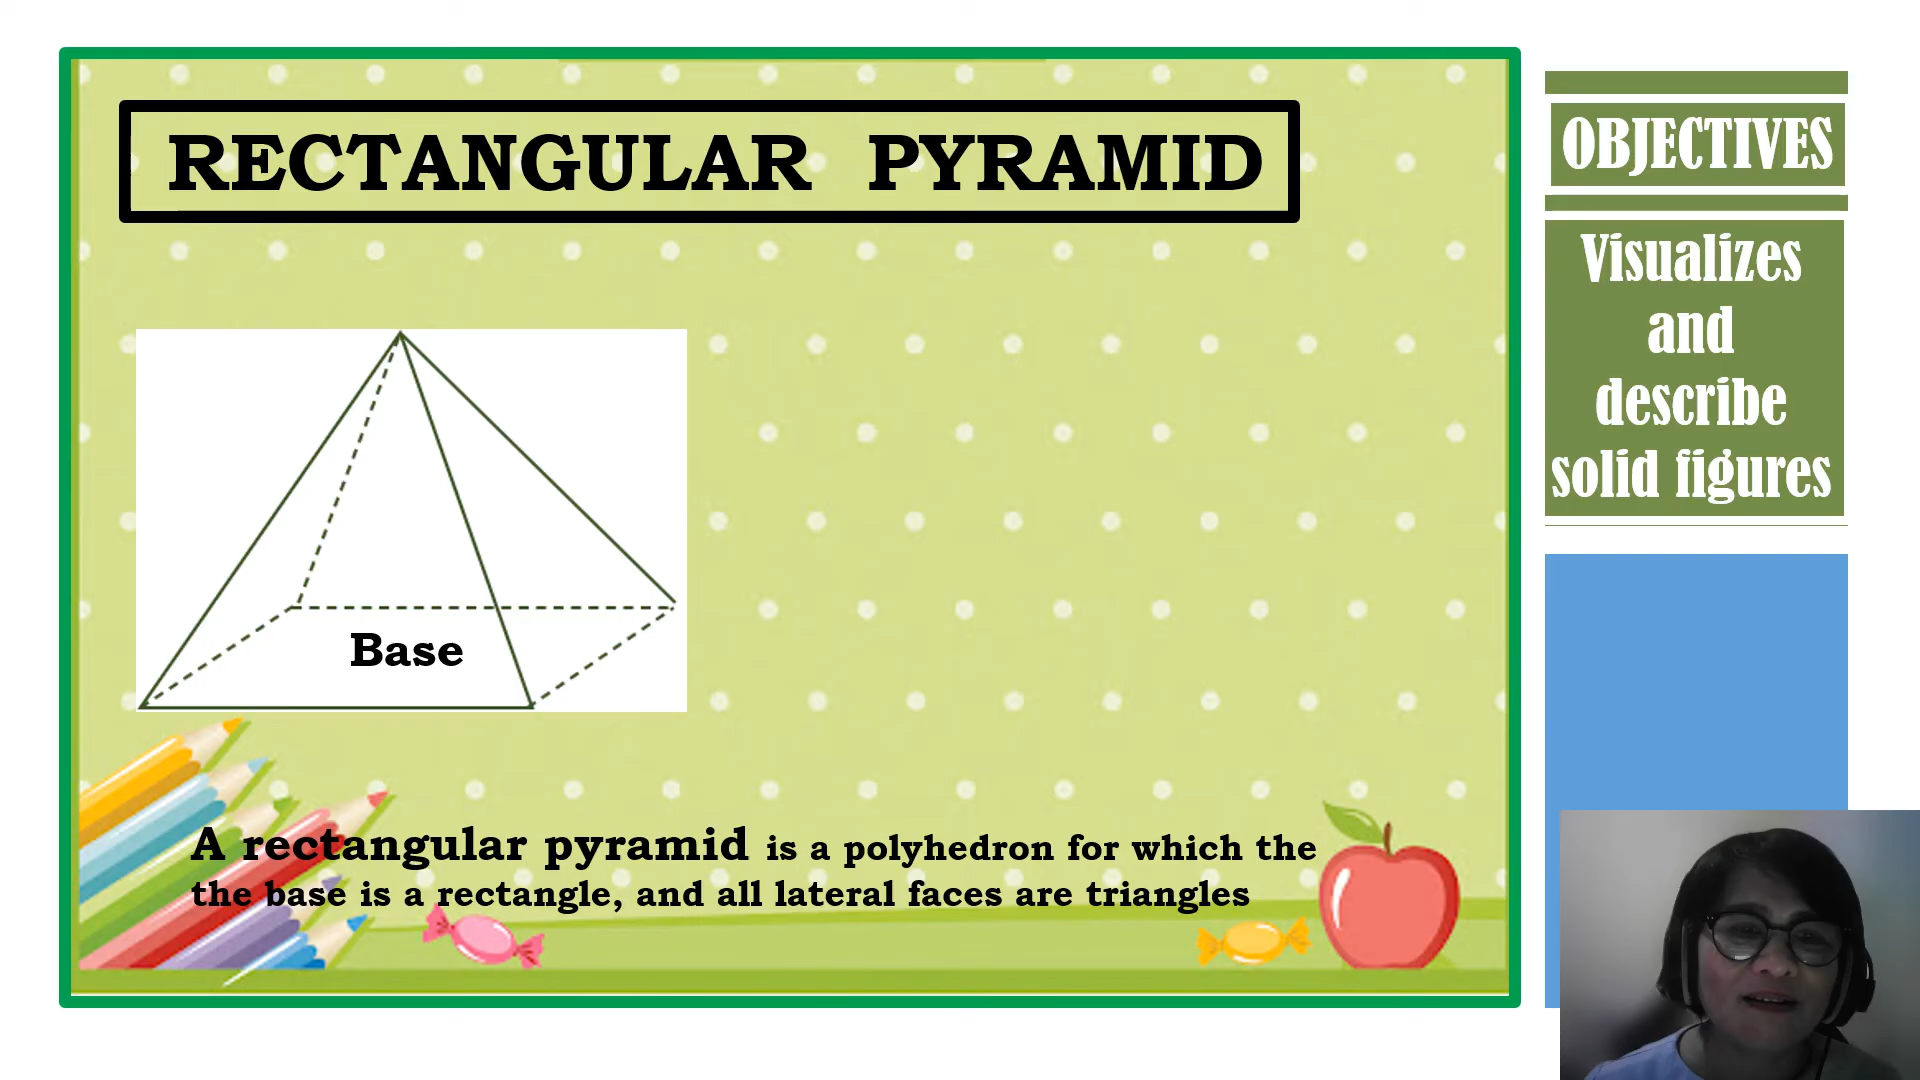 RECTANGULAR PYRAMID
Base
A rectangular pyramid is a polyhedron for which the
the base is a rectangle, and all lateral faces are triangles
OBJECTIVES
Visualizes
and
describe
solid figures